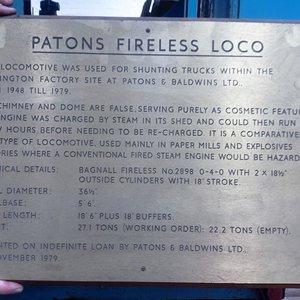 PATONS FIRELESS LOCO
LOCOMOTIVE WAS USED FOR SHUNTING TRUCKS WITHIN THE
INGTON FACTORY SITE AT PATONS & BALDWINS LTD.,
1948 TILL 1979.
CHIMNEY AND DOME ARE FALSE, SERVING PURELY AS COSMETIC FEATUR
ENGINE WAS CHARGED BY STEAM IN ITS SHED AND COULD THEN RUN
W HOURS, BEFORE NEEDING TO BE RE-CHARGED. IT IS A COMPARATIVE
TYPE OF LOCOMOTIVE, USED MAINLY IN PAPER MILLS AND EXPLOSIVES
ORIES WHERE A CONVENTIONAL FIRED STEAM ENGINE WOULD BE HAZARD
NICAL DETAILS: BAGNALL FIRELESS No.2898 0-4-0 WITH 2 × 18½"
OUTSIDE CYLINDERS WITH 18" STROKE.
L DIAMETER: 36½"
LBASE: 5' 6"
LENGTH: 18' 6" PLUS 18" BUFFERS.
HT: 27.1 TONS (WORKING ORDER): 22.2 TONS (EMPTY).
NTED ON INDEFINITE LOAN BY PATONS & BALDWINS LTD.,
OVEMBER 1979.